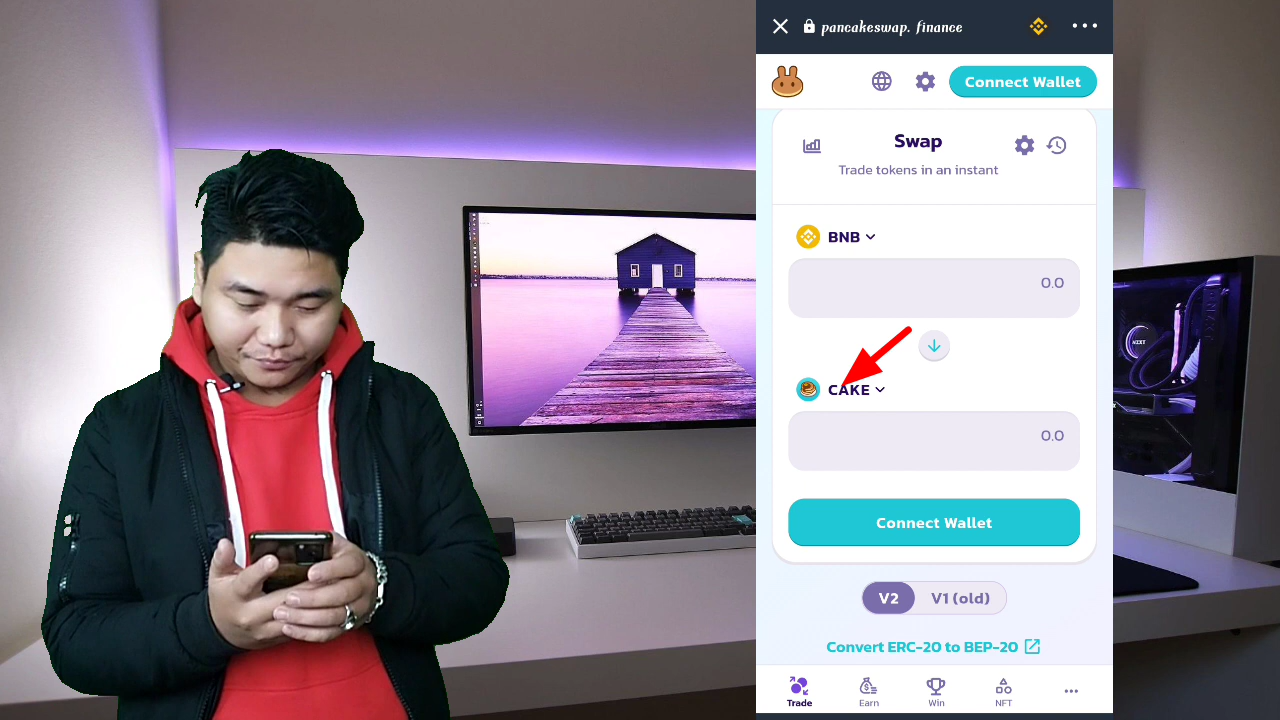 pancakeswap. finance
Connect Wallet
Swap
Trade tokens in an instant
BNB
0.0
CAKE
0.0
Connect Wallet
V2 V1 (old)
Convert ERC-20 to BEP-20
Trade Earn Win NFT
NZXT